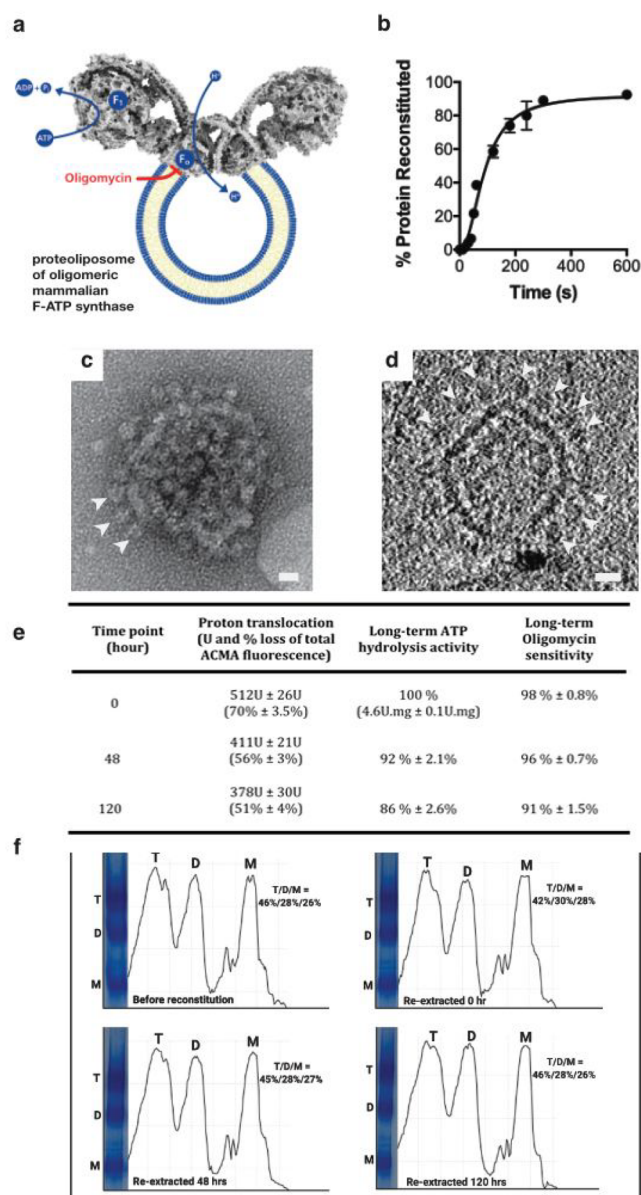 a
ADP + Pi
F1
ATP
H+
Fo
Oligomycin
H+
proteoliposome
of oligomeric
mammalian
F-ATP synthase
b
% Protein Reconstituted
100
80
60
40
20
0
0 200 400 600
Time (s)
c
d
e
Time point
(hour)
Proton translocation
(U and % loss of total
ACMA fluorescence)
Long-term ATP
hydrolysis activity
Long-term
Oligomycin
sensitivity
0
512U ± 26U
(70% ± 3.5%)
100 %
(4.6U.mg ± 0.1U.mg)
98 % ± 0.8%
48
411U ± 21U
(56% ± 3%)
92 % ± 2.1%
96 % ± 0.7%
120
378U ± 30U
(51% ± 4%)
86 % ± 2.6%
91 % ± 1.5%
f
T D M
T
D
M
T/D/M =
46%/28%/26%
Before reconstitution
T D M
T
D
M
T/D/M =
42%/30%/28%
Re-extracted 0 hr
T D M
T
D
M
T/D/M =
45%/28%/27%
Re-extracted 48 hrs
T D M
T
D
M
T/D/M =
46%/28%/26%
Re-extracted 120 hrs